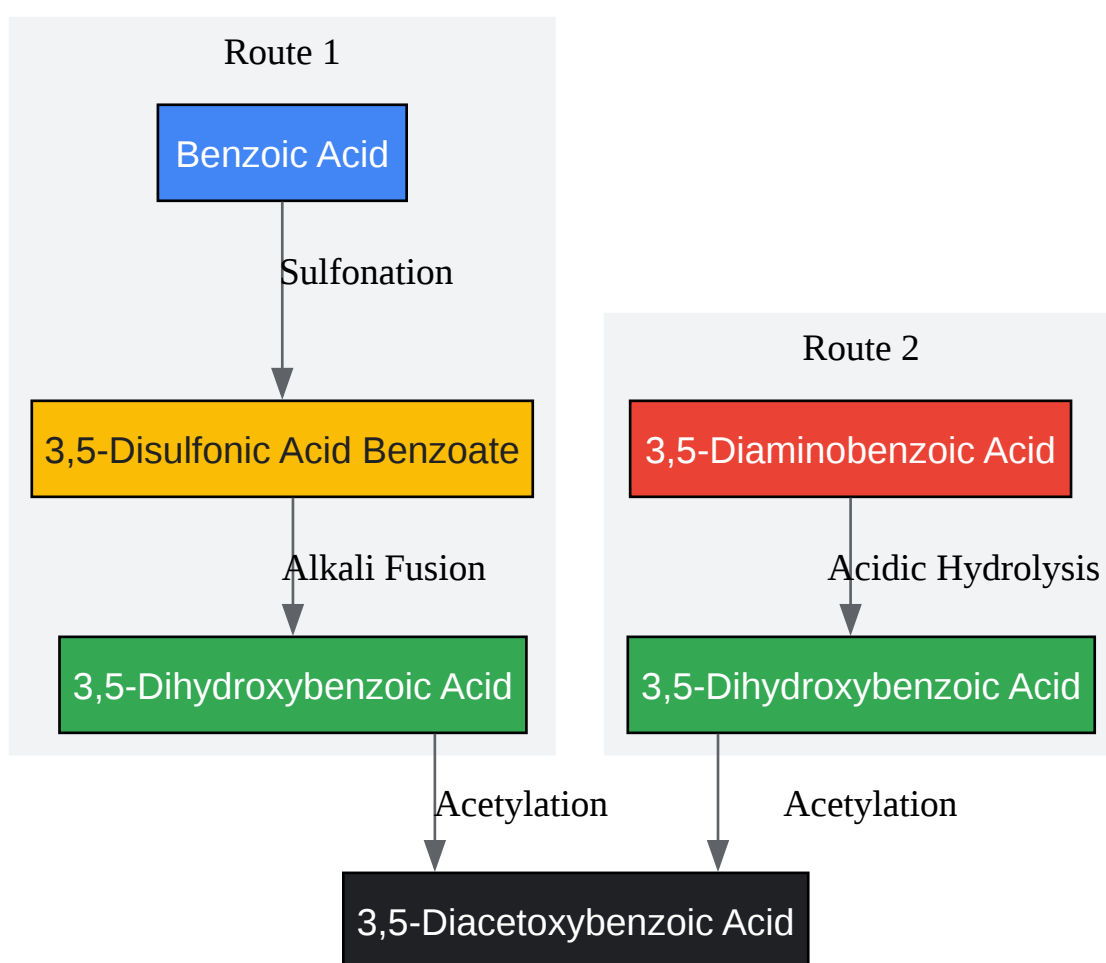 Route 1
Benzoic Acid
Sulfonation
3,5-Disulfonic Acid Benzoate
Alkali Fusion
3,5-Dihydroxybenzoic Acid
Acetylation
Route 2
3,5-Diaminobenzoic Acid
Acidic Hydrolysis
3,5-Dihydroxybenzoic Acid
Acetylation
3,5-Diacetoxybenzoic Acid